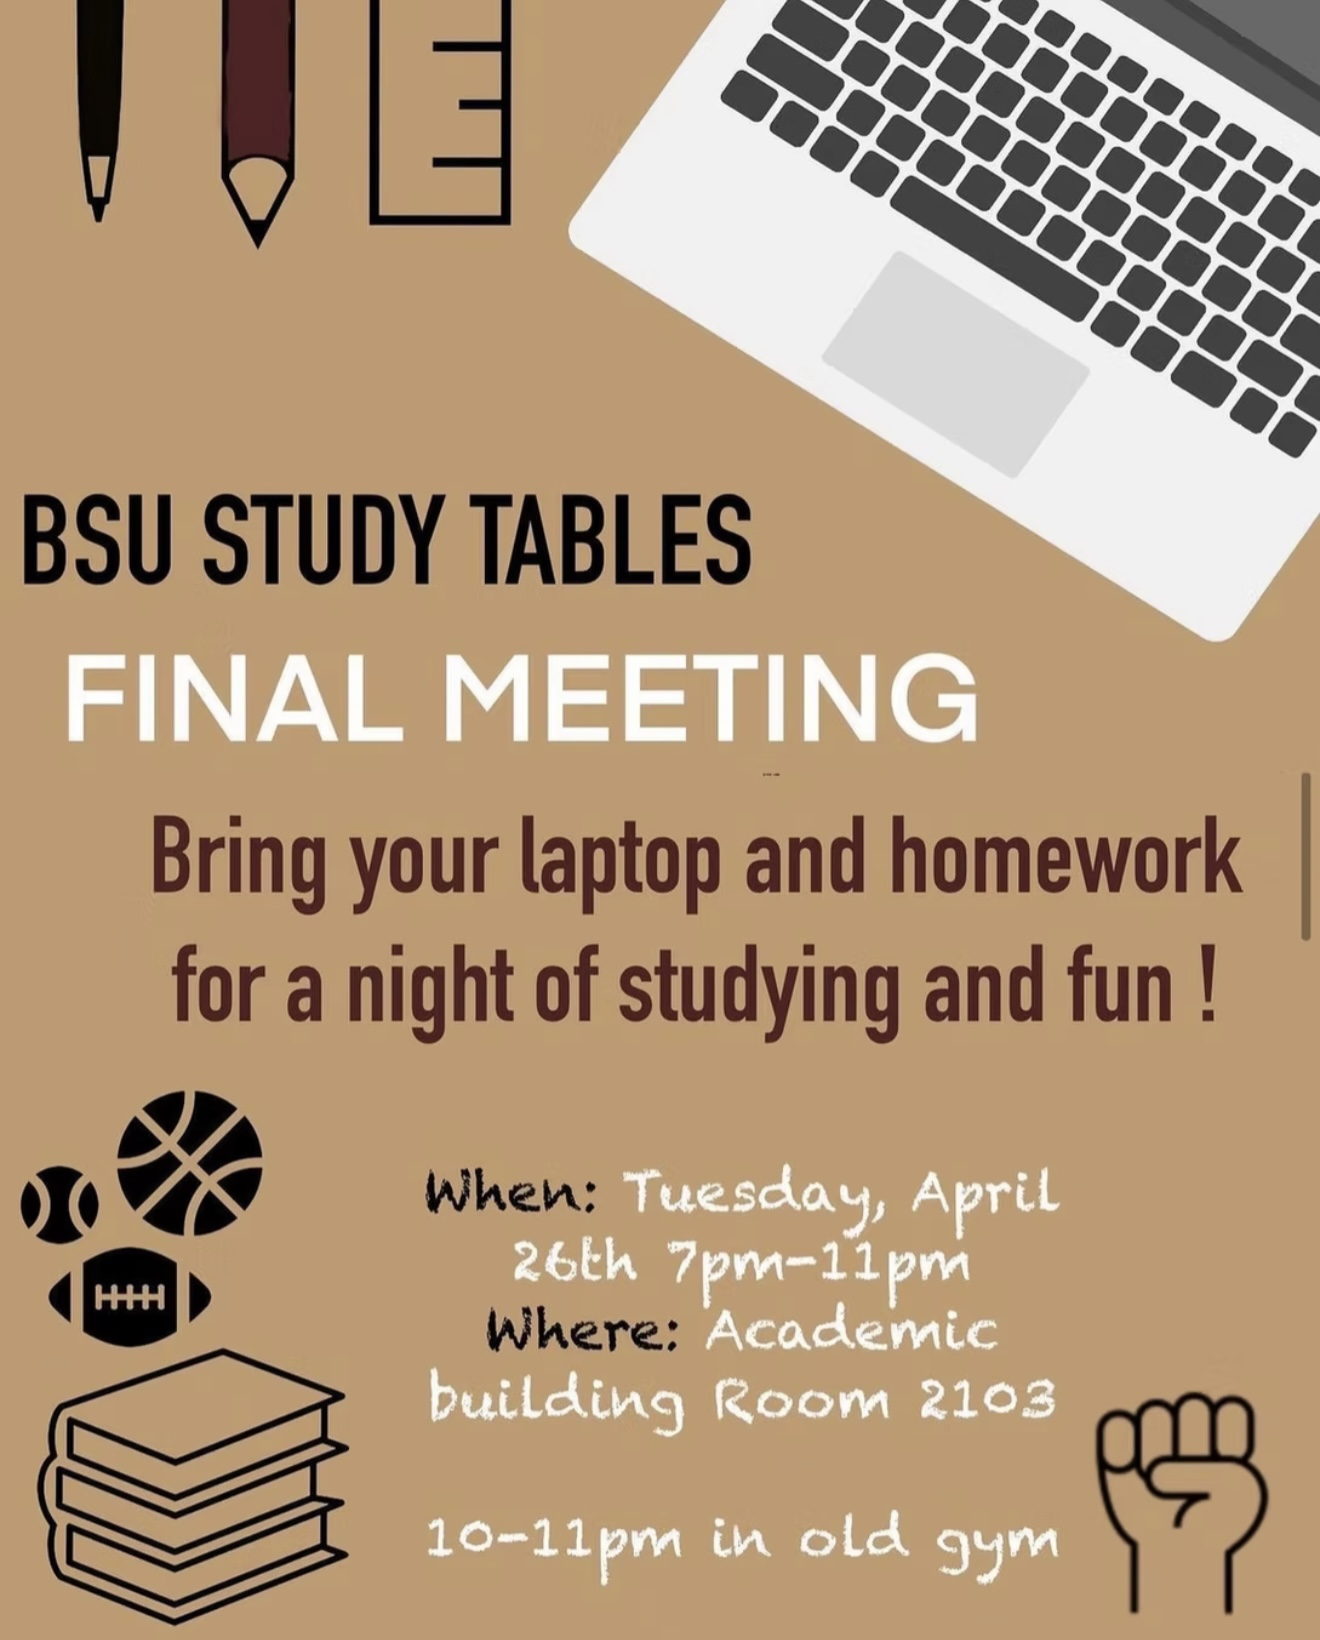 BSU STUDY TABLES
FINAL MEETING
Bring your laptop and homework
for a night of studying and fun !
When: Tuesday, April
26th 7pm-11pm
Where: Academic
building Room 2103
10-11pm in old gym